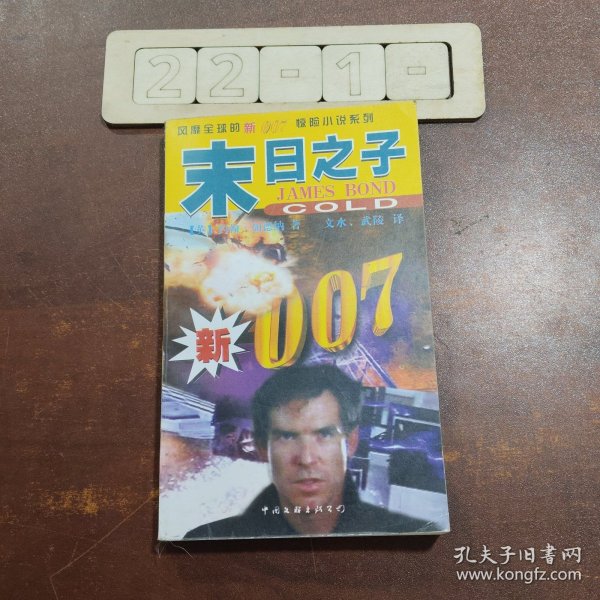 22-1-
风靡全球的新007惊险小说系列
末日之子
JAMES BOND
COLD
著 文永、武陵 译
007
新
中国文联出版公司
孔夫子旧书网
www.kongfz.com